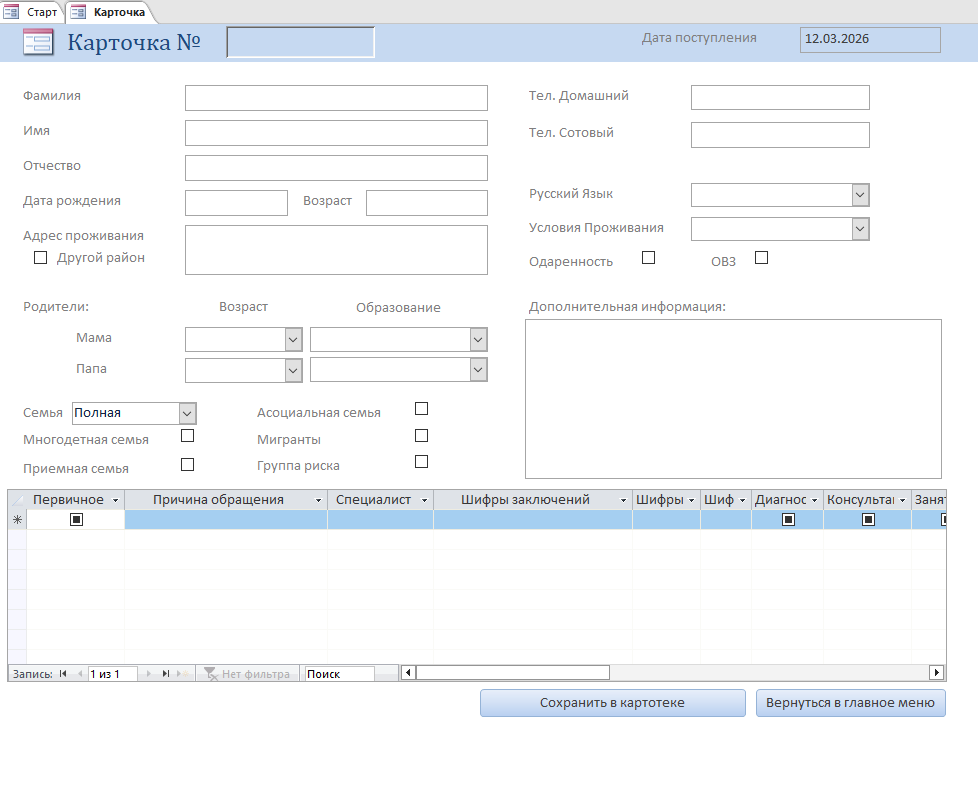 Старт Карточка
Карточка № Дата поступления 12.03.2026
Фамилия Тел. Домашний
Имя Тел. Сотовый
Отчество
Дата рождения Возраст Русский Язык
Адрес проживания Условия Проживания
Другой район Одаренность ОВЗ
Родители: Возраст Образование Дополнительная информация:
Мама
Папа
Семья Полная Асоциальная семья
Многодетная семья Мигранты
Приемная семья Группа риска
Первичное Причина обращения Специалист Шифры заключений Шифры Шиф Диагнос Консульта Занят
Запись: 1 из 1 Нет фильтра Поиск
Сохранить в картотеке Вернуться в главное меню